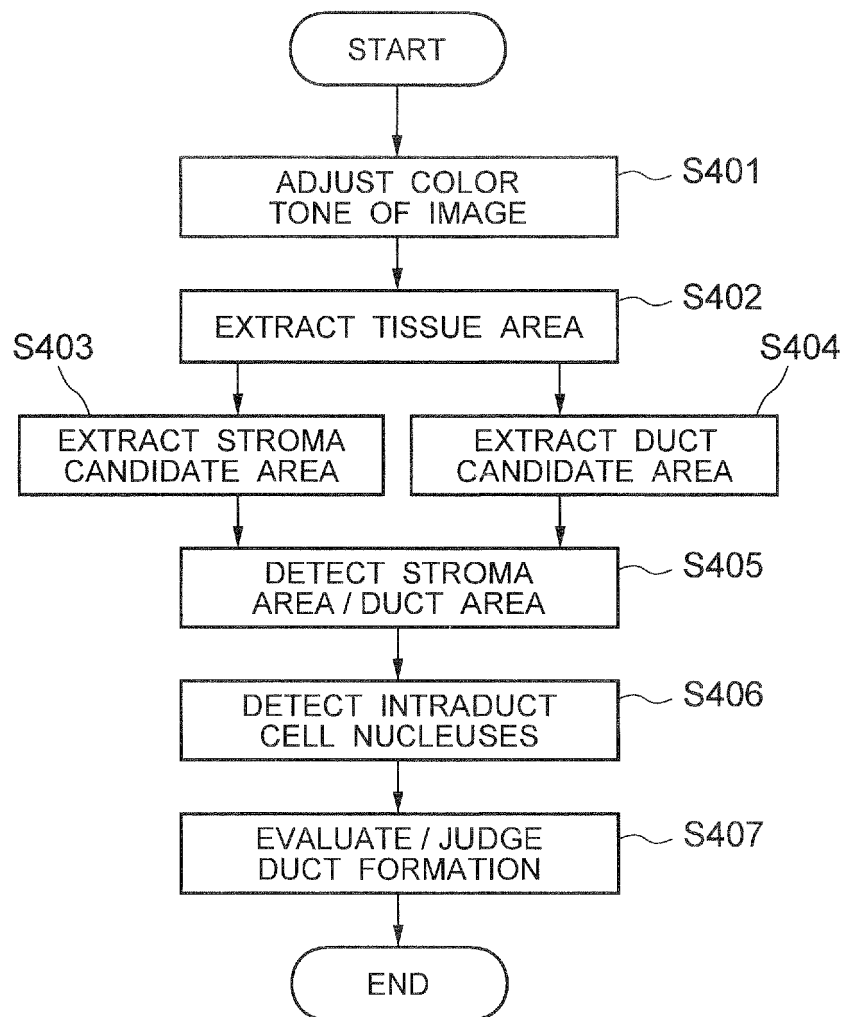 START
S401
ADJUST COLOR
TONE OF IMAGE
S402
EXTRACT TISSUE AREA
S403
S404
EXTRACT STROMA
CANDIDATE AREA
EXTRACT DUCT
CANDIDATE AREA
S405
DETECT STROMA
AREA / DUCT AREA
S406
DETECT INTRADUCT
CELL NUCLEUSES
S407
EVALUATE / JUDGE
DUCT FORMATION
END